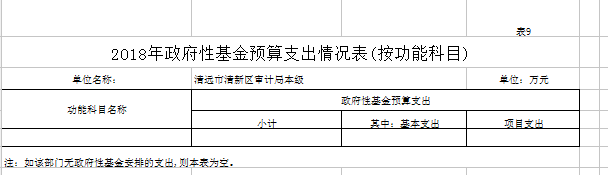 表9
2018年政府性基金预算支出情况表(按功能科目)
单位名称： 清远市清新区审计局本级 单位：万元
功能科目名称 政府性基金预算支出
小计 其中：基本支出 项目支出
注：如该部门无政府性基金安排的支出,则本表为空。